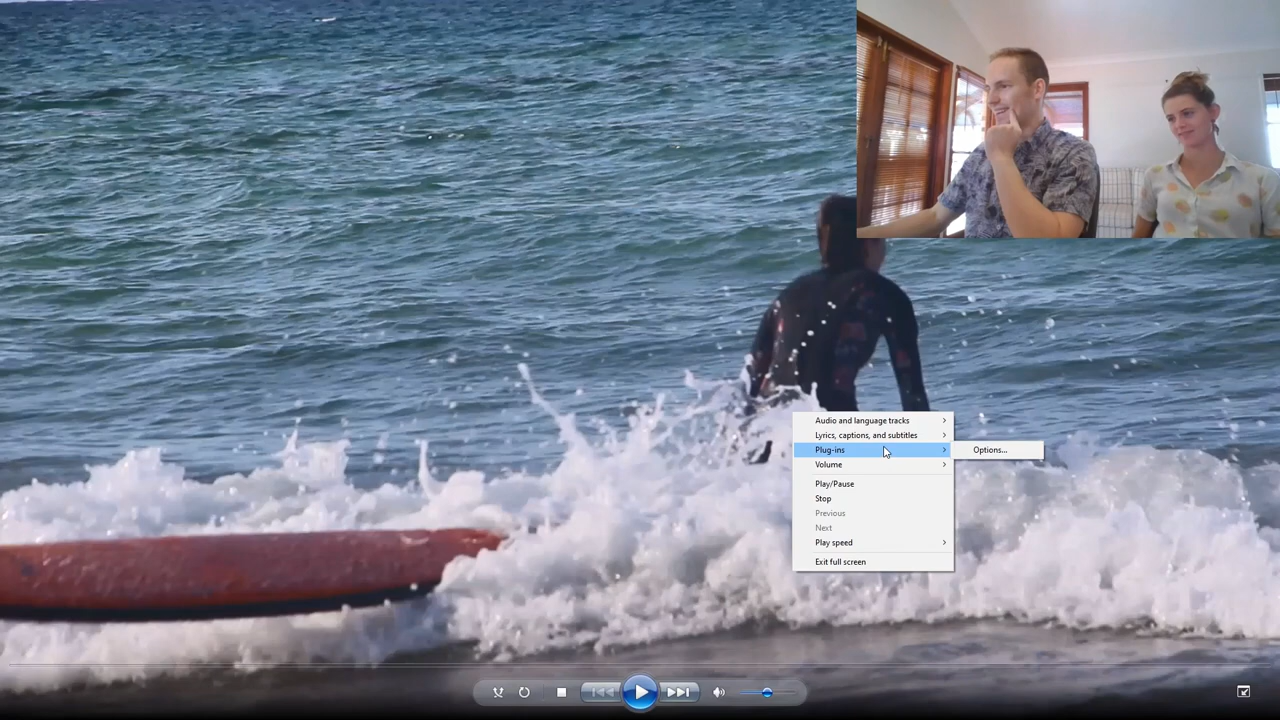 Audio and language tracks
Lyrics, captions, and subtitles
Plug-ins
Options...
Volume
Play/Pause
Stop
Previous
Next
Play speed
Exit full screen